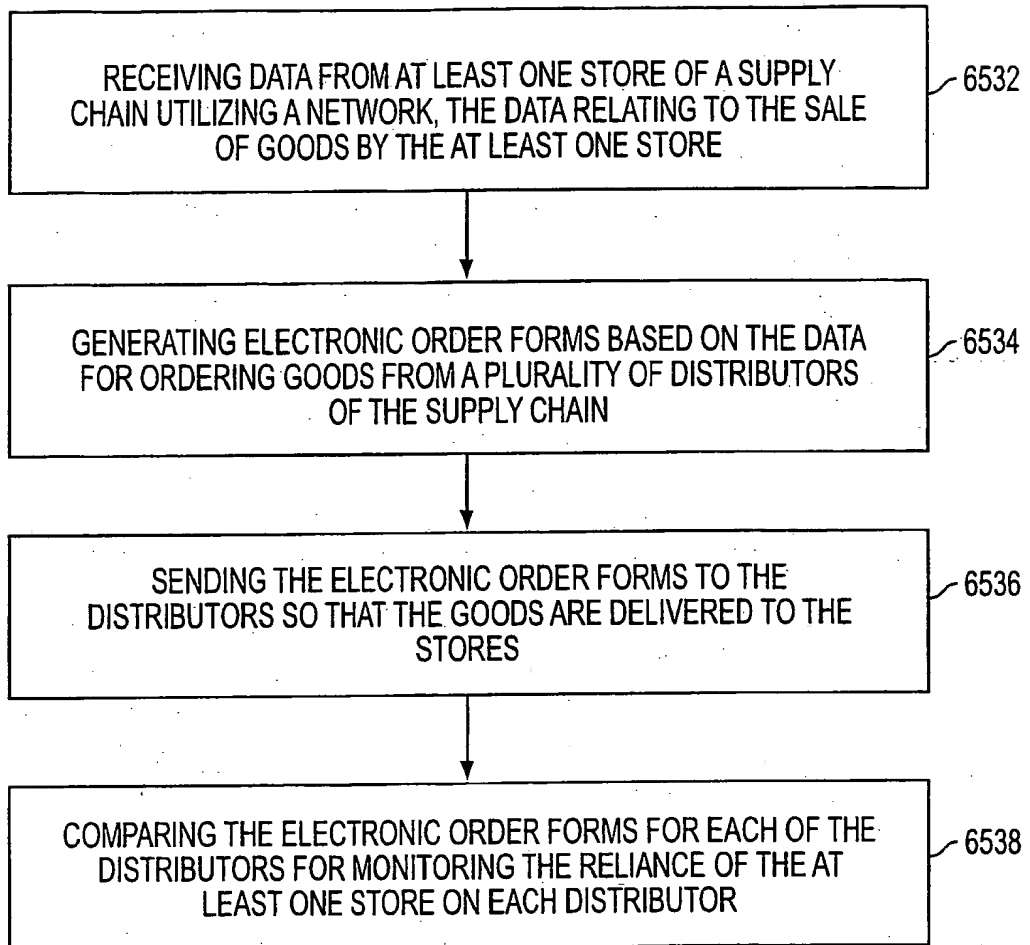 RECEIVING DATA FROM AT LEAST ONE STORE OF A SUPPLY
CHAIN UTILIZING A NETWORK, THE DATA RELATING TO THE SALE
OF GOODS BY THE AT LEAST ONE STORE
6532
GENERATING ELECTRONIC ORDER FORMS BASED ON THE DATA
FOR ORDERING GOODS FROM A PLURALITY OF DISTRIBUTORS
OF THE SUPPLY CHAIN
6534
SENDING THE ELECTRONIC ORDER FORMS TO THE
DISTRIBUTORS SO THAT THE GOODS ARE DELIVERED TO THE
STORES
6536
COMPARING THE ELECTRONIC ORDER FORMS FOR EACH OF THE
DISTRIBUTORS FOR MONITORING THE RELIANCE OF THE AT
LEAST ONE STORE ON EACH DISTRIBUTOR
6538